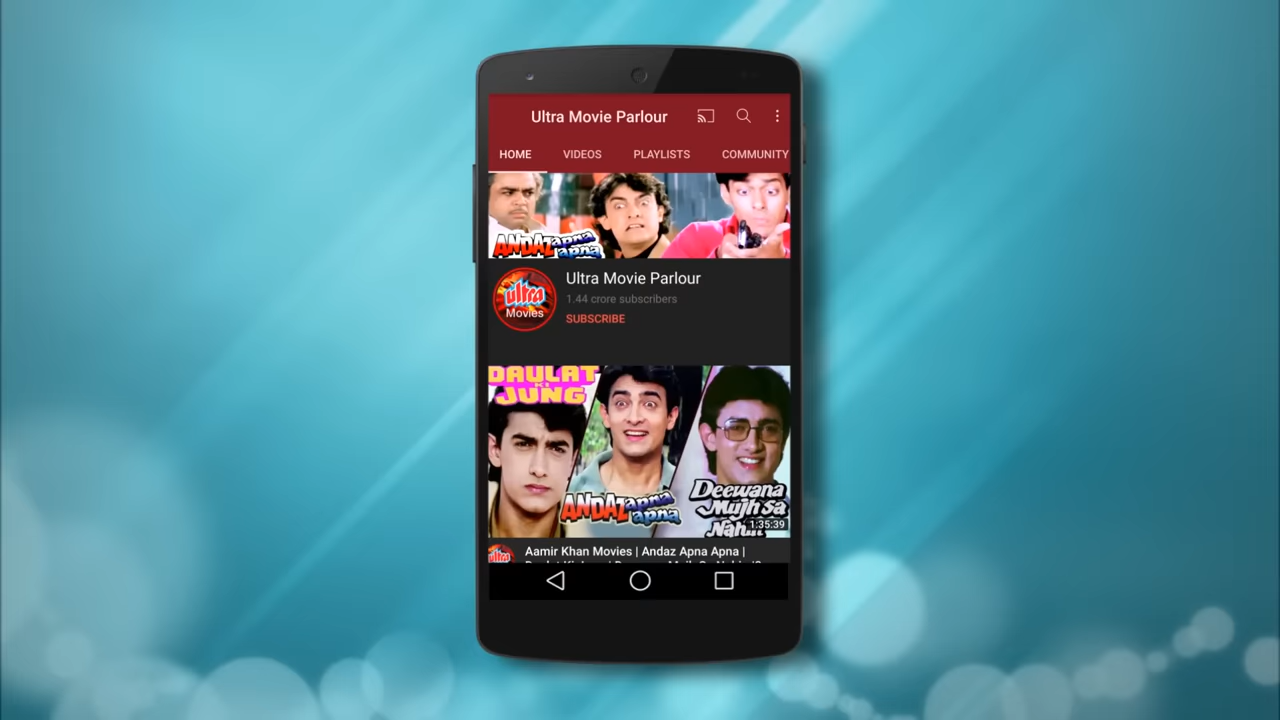 Ultra Movie Parlour
HOME VIDEOS PLAYLISTS COMMUNITY
ANDAZ apna apna
ultra
Movies
Ultra Movie Parlour
1.44 crore subscribers
SUBSCRIBE
DAULAT
KI
JUNG
ANDAZ apna apna
Deewana
Mujh Sa
Nahin
1:35:39
ultra
Aamir Khan Movies | Andaz Apna Apna |